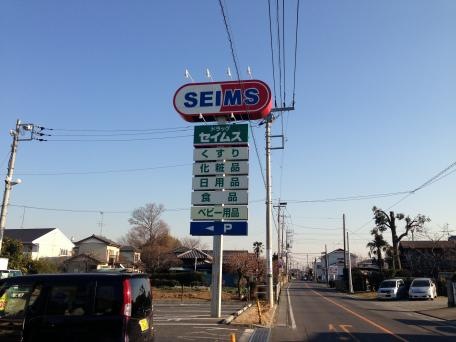 SEIMS
ドラッグ
セイムス
くすり
化粧品
日用品
食品
ベビー用品
P